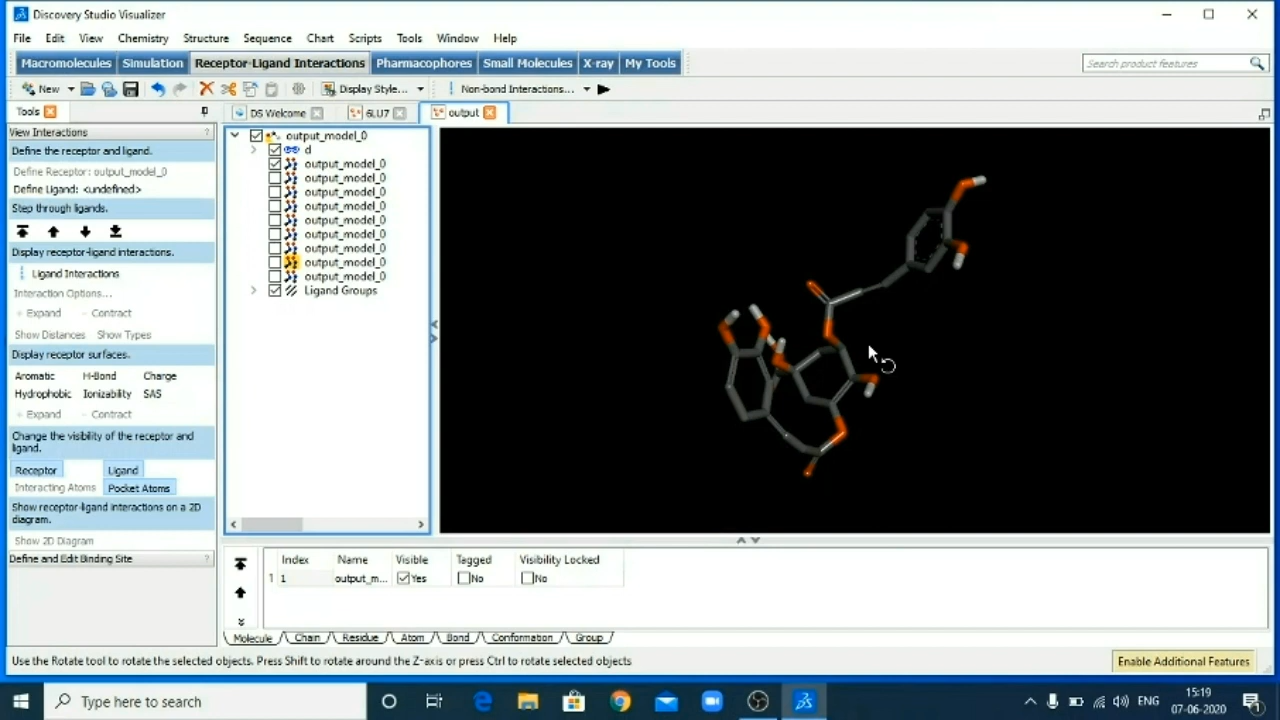 Discovery Studio Visualizer
File Edit View Chemistry Structure Sequence Chart Scripts Tools Window Help
Macromolecules Simulation Receptor-Ligand Interactions Pharmacophores Small Molecules X-ray My Tools Search product features
New Display Style... Non-bond Interactions...
Tools DS Welcome 6LU7 output
View Interactions ?
Define the receptor and ligand.
Define Receptor: output_model_0
Define Ligand: <undefined>
Step through ligands.
Display receptor-ligand interactions.
Ligand Interactions
Interaction Options...
+ Expand - Contract
Show Distances Show Types
Display receptor surfaces.
Aromatic H-Bond Charge
Hydrophobic Ionizability SAS
+ Expand - Contract
Change the visibility of the receptor and
ligand.
Receptor Ligand
Interacting Atoms Pocket Atoms
Show receptor-ligand interactions on a 2D
diagram.
Show 2D Diagram
Define and Edit Binding Site ?
output_model_0
d
output_model_0
output_model_0
output_model_0
output_model_0
output_model_0
output_model_0
output_model_0
output_model_0
output_model_0
Ligand Groups
Index Name Visible Tagged Visibility Locked
1 1 output_m... Yes No No
Molecule Chain Residue Atom Bond Conformation Group
Use the Rotate tool to rotate the selected objects. Press Shift to rotate around the Z-axis or press Ctrl to rotate selected objects
Enable Additional Features
Type here to search
ENG
15:19
07-06-2020
1